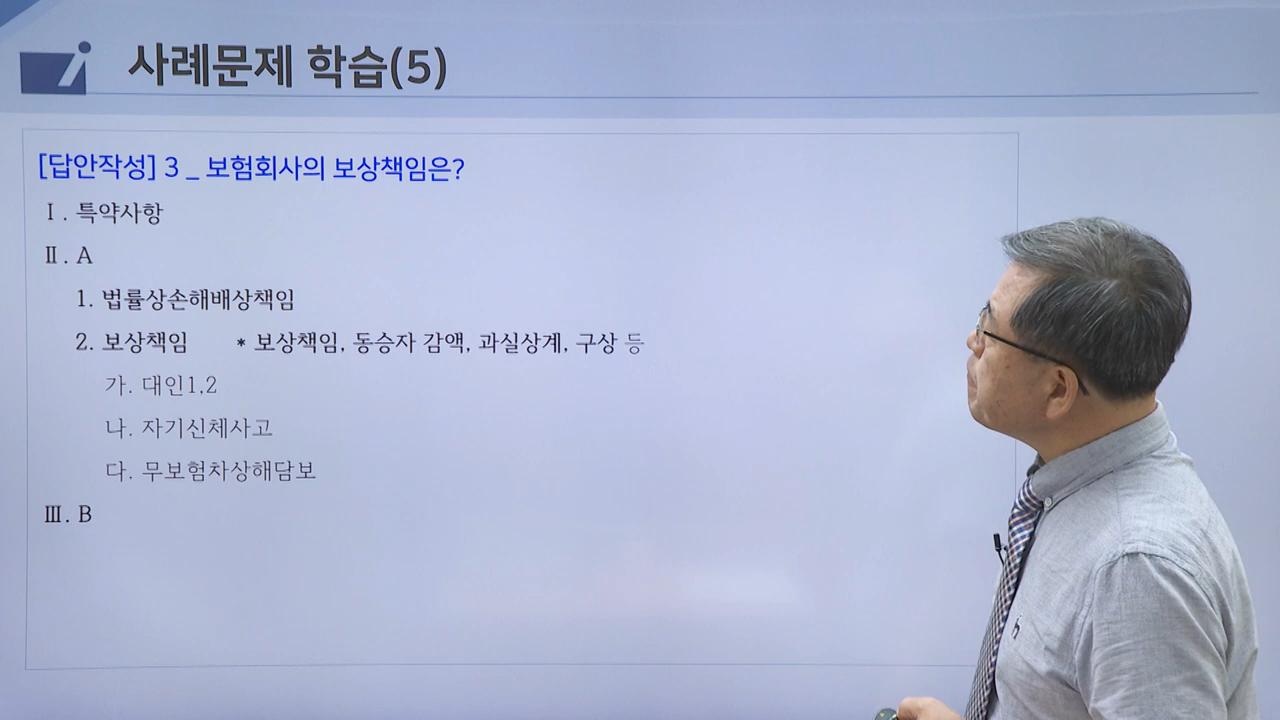 사례문제 학습(5)
[답안작성] 3 _ 보험회사의 보상책임은?
Ⅰ. 특약사항
Ⅱ. A
1. 법률상손해배상책임
2. 보상책임 * 보상책임, 동승자 감액, 과실상계, 구상 등
가. 대인1,2
나. 자기신체사고
다. 무보험차상해담보
Ⅲ. B